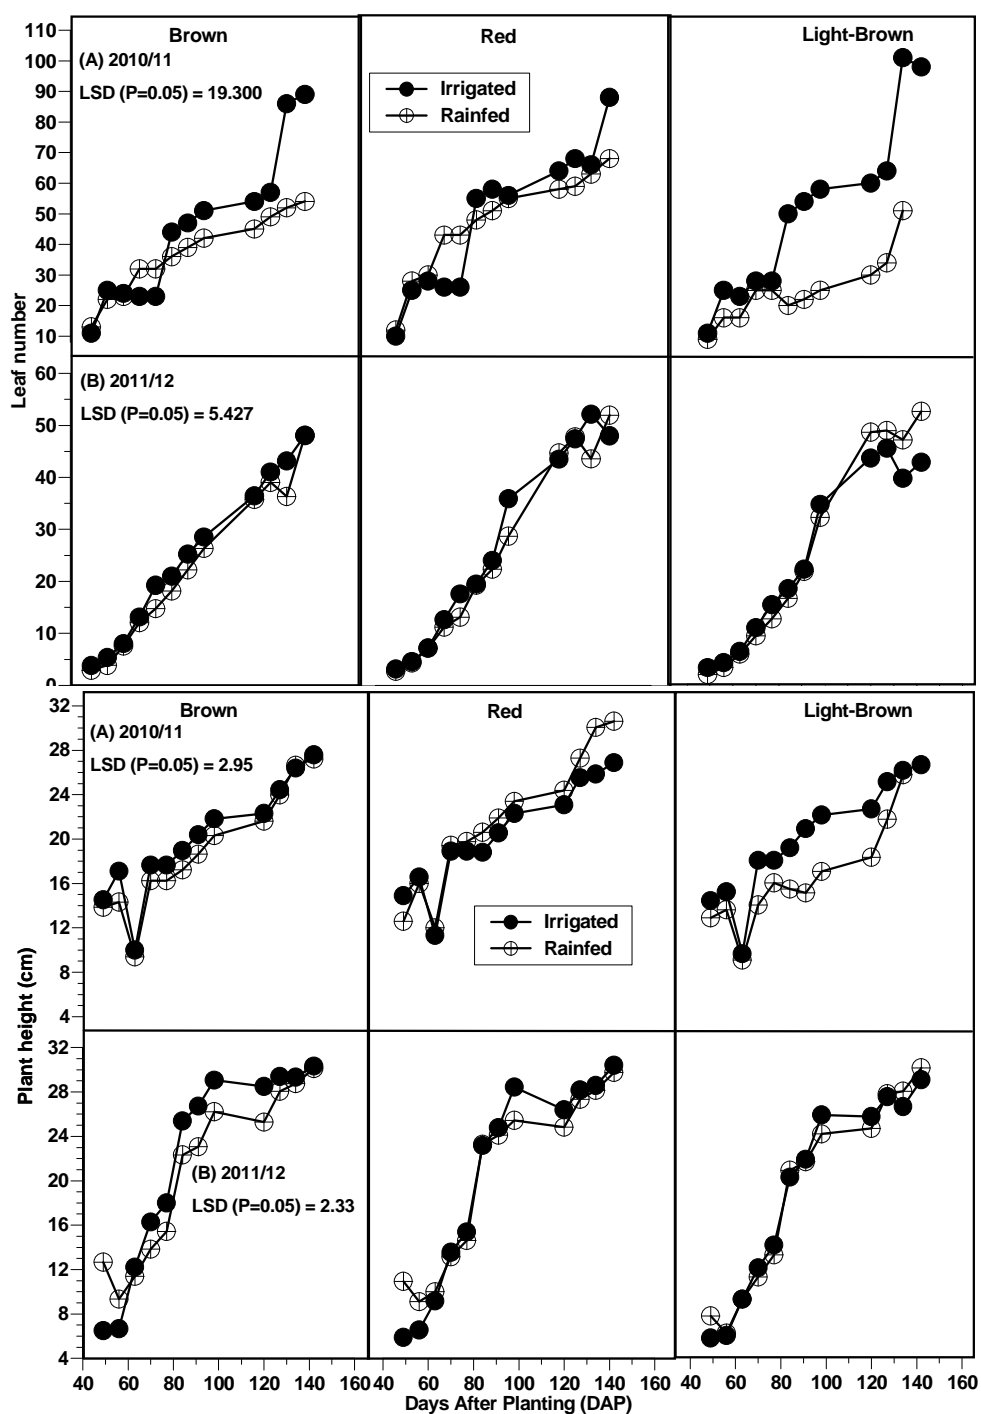 Brown
Red
Light-Brown
(A) 2010/11
LSD (P=0.05) = 19.300
Irrigated
Rainfed
110
100
90
80
70
60
50
40
30
20
10
Leaf number
(B) 2011/12
LSD (P=0.05) = 5.427
60
50
40
30
20
10
0
Brown
Red
Light-Brown
(A) 2010/11
LSD (P=0.05) = 2.95
Irrigated
Rainfed
32
28
24
20
16
12
8
4
Plant height (cm)
(B) 2011/12
LSD (P=0.05) = 2.33
32
28
24
20
16
12
8
4
40 60 80 100 120 140 160 40 60 80 100 120 140 160 40 60 80 100 120 140 160
Days After Planting (DAP)